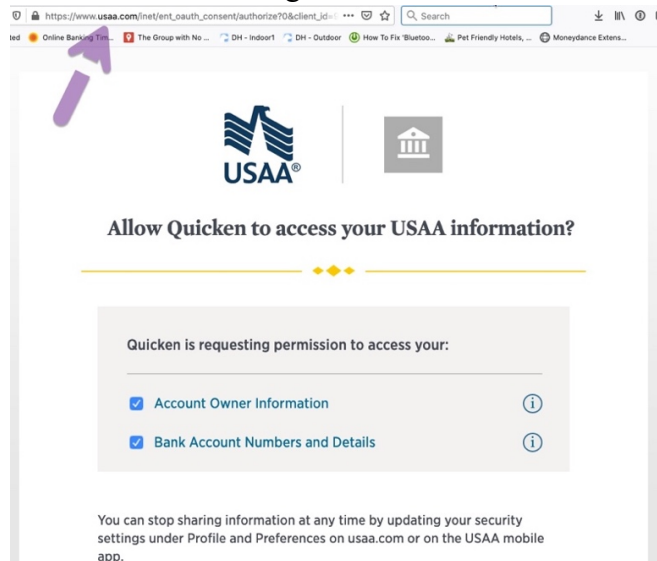 https://www.usaa.com/inet/ent_oauth_consent/authorize?0&client_id=
Search
Online Banking Tim...
The Group with No ...
DH - Indoor1
DH - Outdoor
How To Fix 'Bluetoo...
Pet Friendly Hotels, ...
Moneydance Extens...
USAA®
Allow Quicken to access your USAA information?
Quicken is requesting permission to access your:
Account Owner Information
Bank Account Numbers and Details
You can stop sharing information at any time by updating your security
settings under Profile and Preferences on usaa.com or on the USAA mobile
app.